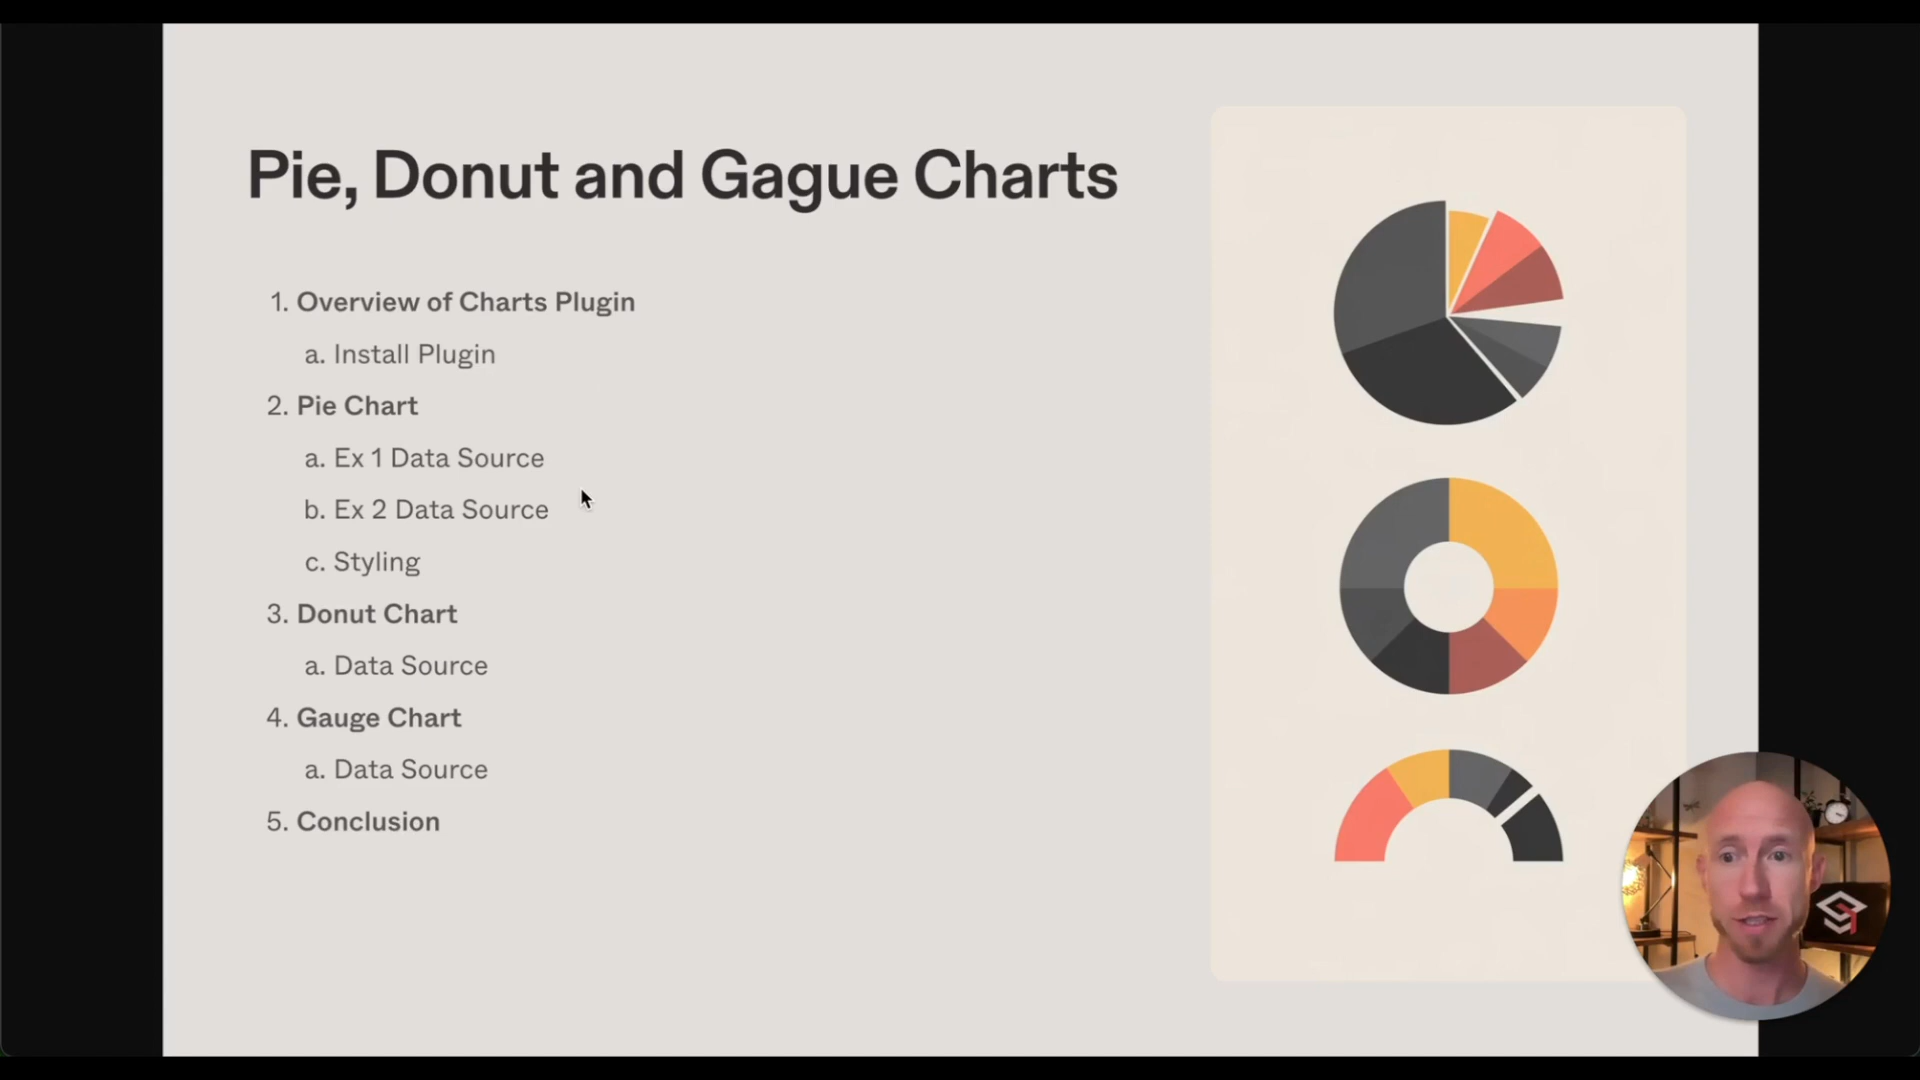 Pie, Donut and Gague Charts
1. Overview of Charts Plugin
a. Install Plugin
2. Pie Chart
a. Ex 1 Data Source
b. Ex 2 Data Source
c. Styling
3. Donut Chart
a. Data Source
4. Gauge Chart
a. Data Source
5. Conclusion